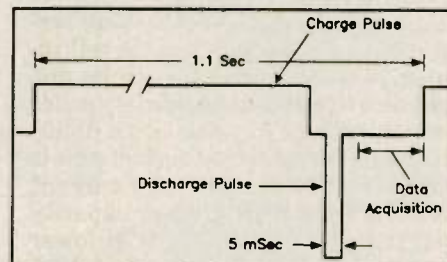 Charge Pulse
1.1 Sec
Discharge Pulse
Data
Acquisition
5 mSec